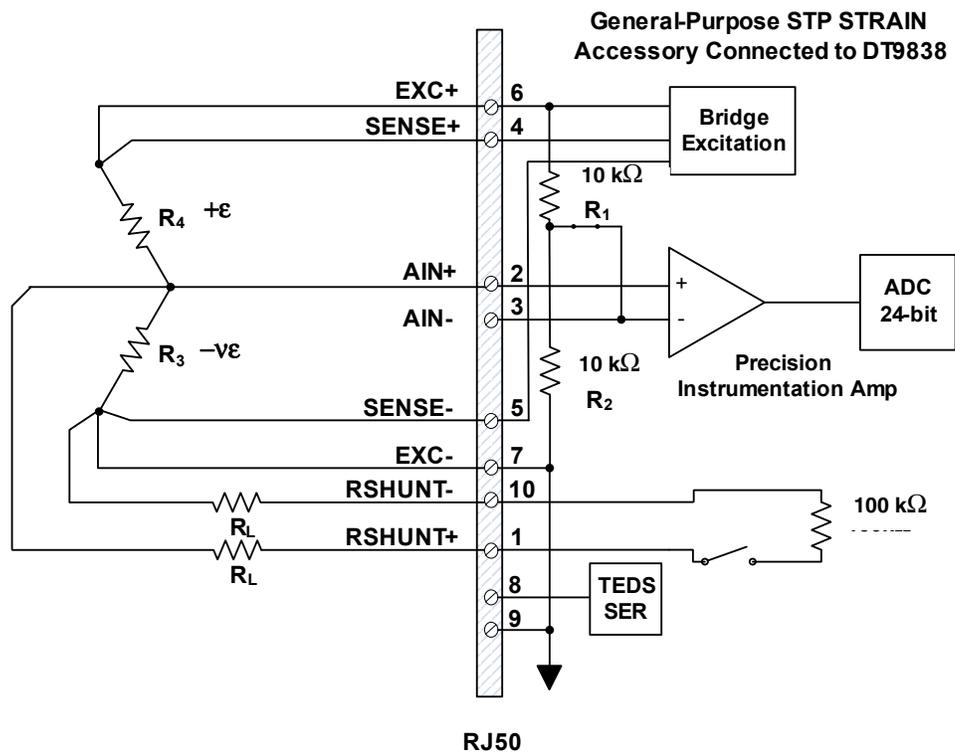 General-Purpose STP STRAIN
Accessory Connected to DT9838
EXC+ 6
SENSE+ 4
Bridge
Excitation
10 kΩ
R1
R4 +ε
AIN+ 2
+
ADC
24-bit
AIN- 3
-
R3 −νε
10 kΩ
R2
Precision
Instrumentation Amp
SENSE- 5
EXC- 7
RSHUNT- 10
100 kΩ
RL
RSHUNT+ 1
RL
8
TEDS
SER
9
RJ50